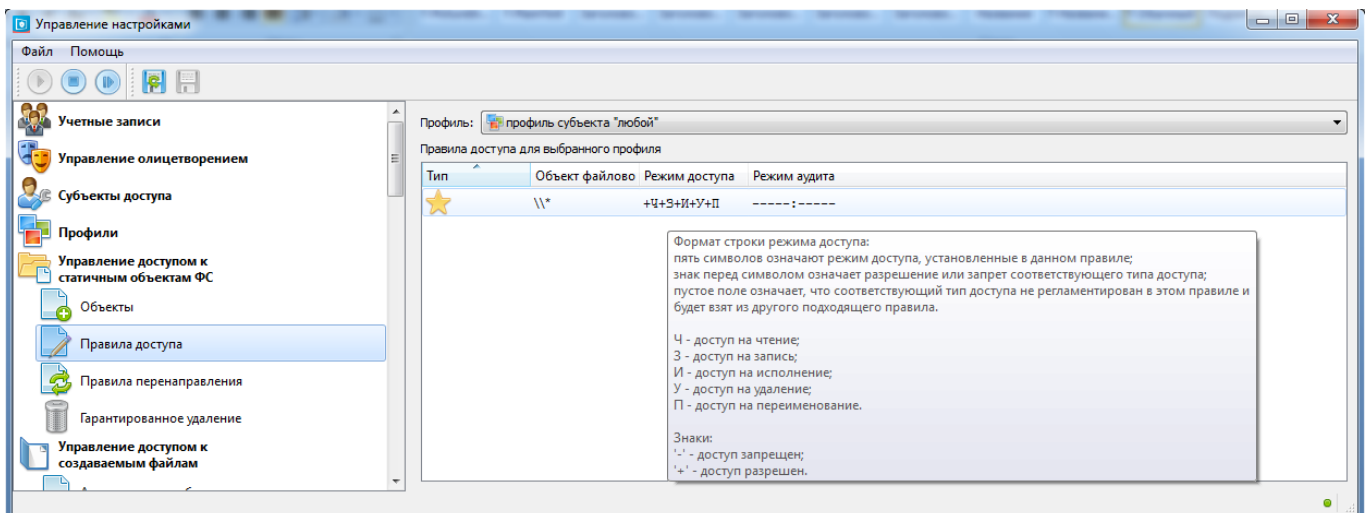 Управление настройками
Файл Помощь
Учетные записи
Управление олицетворением
Субъекты доступа
Профили
Управление доступом к
статичным объектам ФС
Объекты
Правила доступа
Правила перенаправления
Гарантированное удаление
Управление доступом к
создаваемым файлам
Профиль: профиль субъекта "любой"
Правила доступа для выбранного профиля
Тип Объект файлово Режим доступа Режим аудита
\\* +Ч+З+И+У+П -----:-----
Формат строки режима доступа:
пять символов означают режим доступа, установленные в данном правиле;
знак перед символом означает разрешение или запрет соответствующего типа доступа;
пустое поле означает, что соответствующий тип доступа не регламентирован в этом правиле и
будет взят из другого подходящего правила.
Ч - доступ на чтение;
З - доступ на запись;
И - доступ на исполнение;
У - доступ на удаление;
П - доступ на переименование.
Знаки:
'-' - доступ запрещен;
'+' - доступ разрешен.